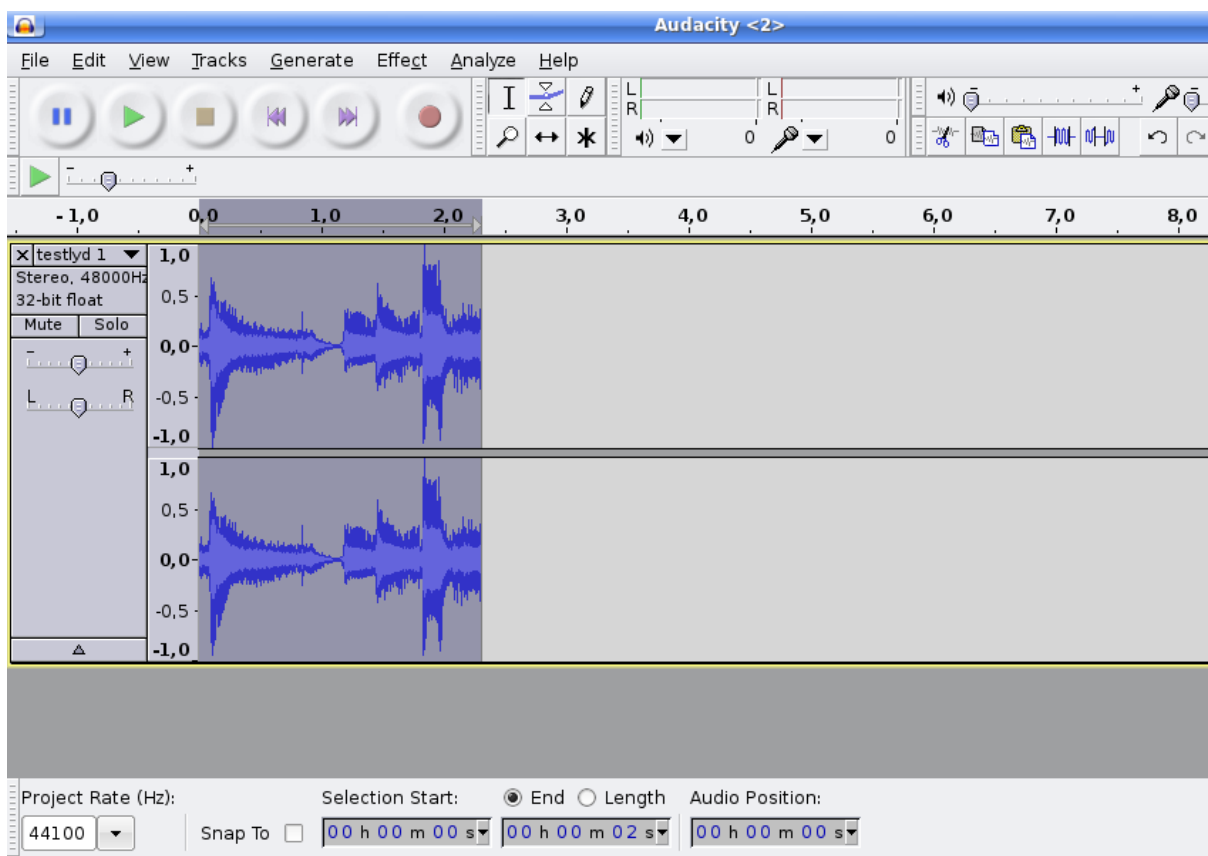 Audacity <2>
File Edit View Tracks Generate Effect Analyze Help
L L
R R
0 0
- +
- +
- 1,0 0,0 1,0 2,0 3,0 4,0 5,0 6,0 7,0 8,0
testlyd 1
Stereo, 48000Hz
32-bit float
Mute Solo
- +
L R
1,0
0,5
0,0
-0,5
-1,0
1,0
0,5
0,0
-0,5
-1,0
Project Rate (Hz): Selection Start: End Length Audio Position:
44100 Snap To 00 h 00 m 00 s 00 h 00 m 02 s 00 h 00 m 00 s